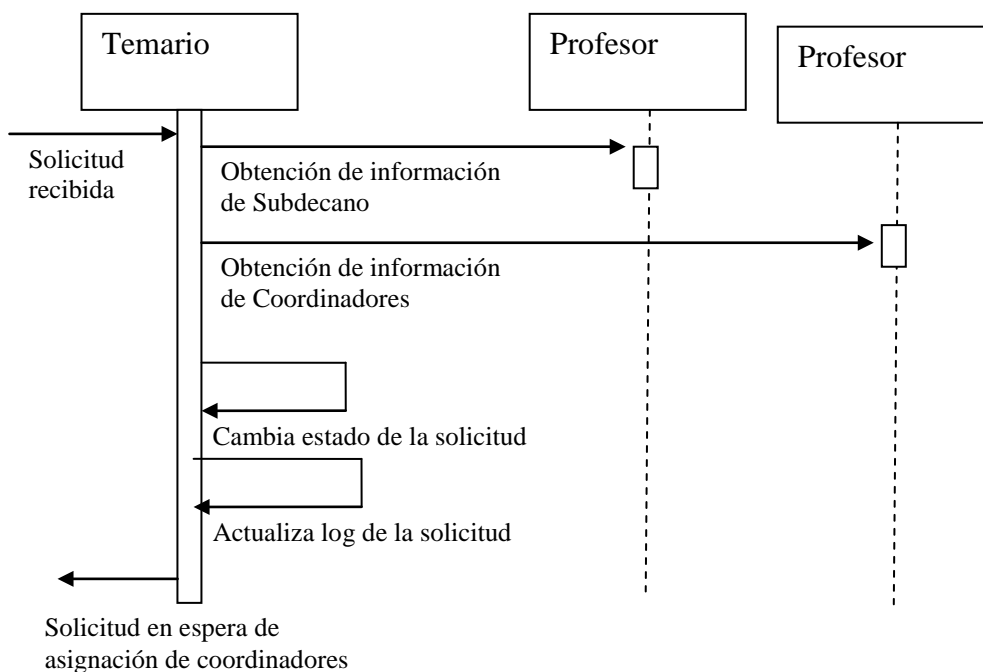 Temario
Profesor
Profesor
Solicitud
recibida
Obtención de información
de Subdecano
Obtención de información
de Coordinadores
Cambia estado de la solicitud
Actualiza log de la solicitud
Solicitud en espera de
asignación de coordinadores